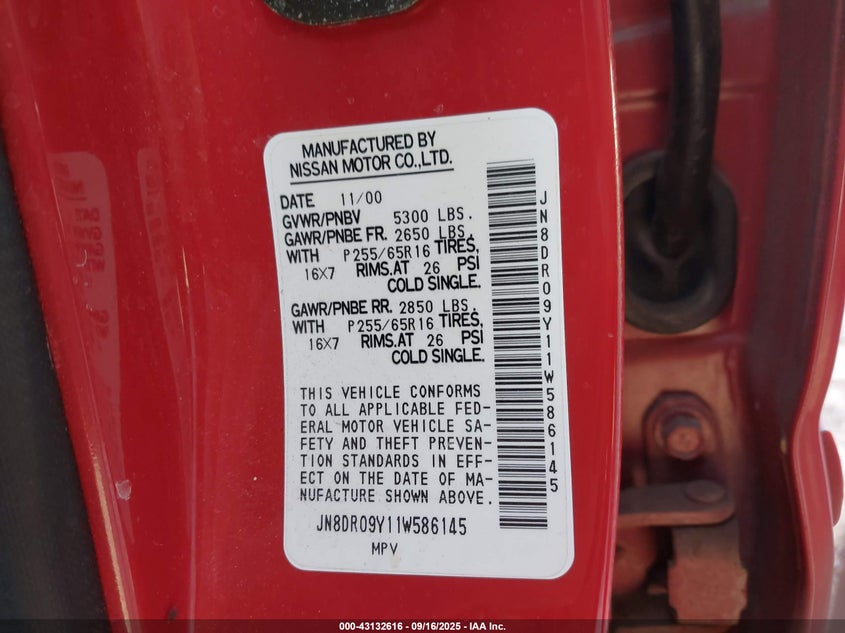 MANUFACTURED BY
NISSAN MOTOR CO.,LTD.
DATE 11/00
GVWR/PNBV 5300 LBS.
GAWR/PNBE FR. 2650 LBS.
WITH P255/65R16 TIRES,
16X7 RIMS.AT 26 PSI
COLD SINGLE.
GAWR/PNBE RR. 2850 LBS.
WITH P255/65R16 TIRES,
16X7 RIMS.AT 26 PSI
COLD SINGLE.
THIS VEHICLE CONFORMS
TO ALL APPLICABLE FED-
ERAL MOTOR VEHICLE SA-
FETY AND THEFT PREVEN-
TION STANDARDS IN EFF-
ECT ON THE DATE OF MA-
NUFACTURE SHOWN ABOVE.
JN8DR09Y11W586145
MPV
JN8DR09Y11W586145
000-43132616 - 09/16/2025 - IAA Inc.